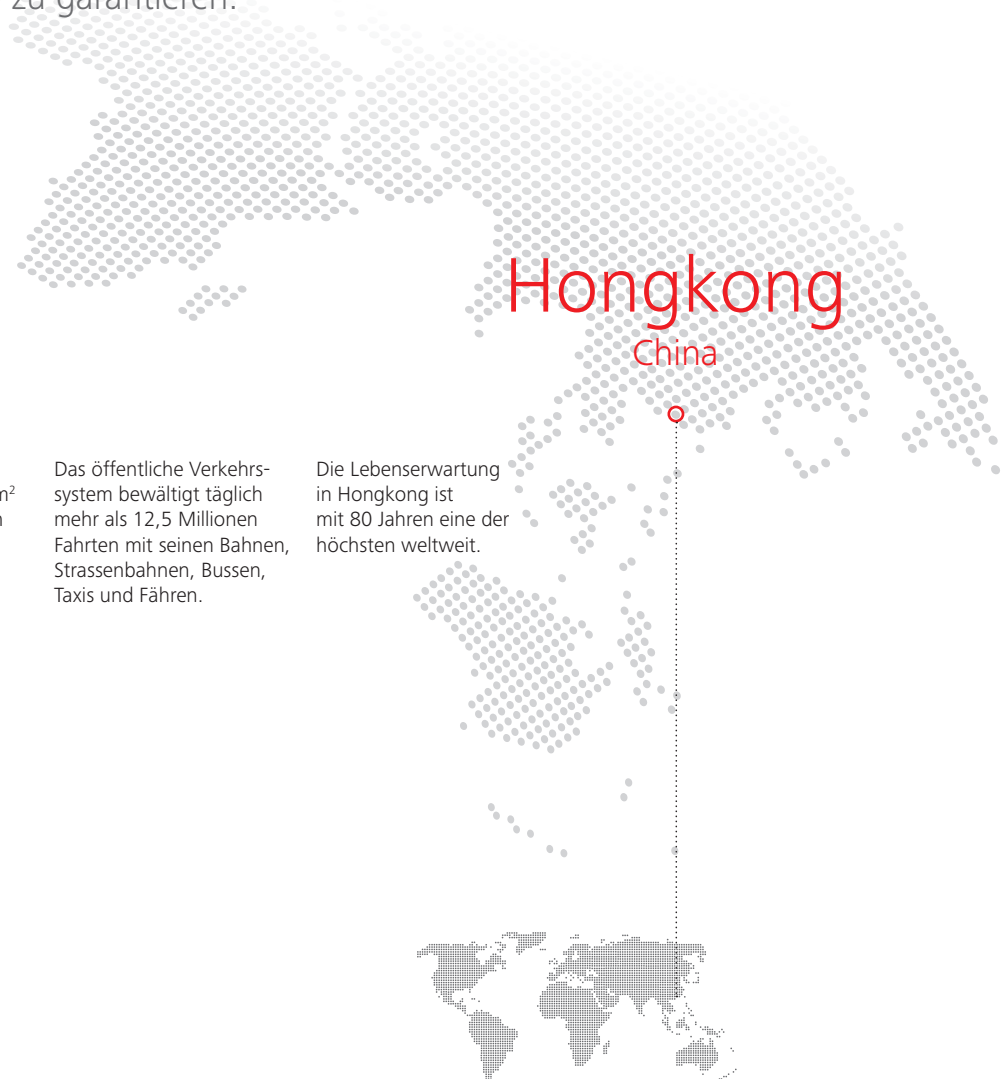 zu garantieren.
Hongkong
China
m²
Das öffentliche Verkehrs-
system bewältigt täglich
mehr als 12,5 Millionen
Fahrten mit seinen Bahnen,
Strassenbahnen, Bussen,
Taxis und Fähren.
Die Lebenserwartung
in Hongkong ist
mit 80 Jahren eine der
höchsten weltweit.